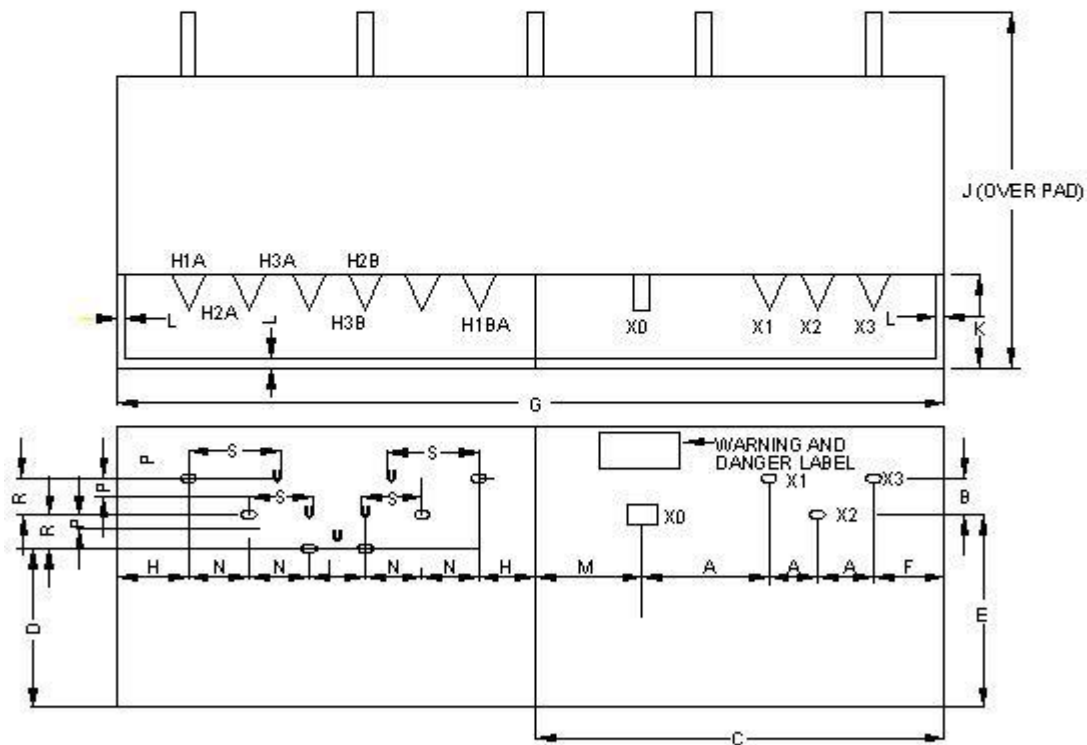 J (OVER PAD)
H1A
H3A
H2B
H2A
H3B
H1BA
X0
X1
X2
X3
L
L
L
K
G
WARNING AND
DANGER LABEL
P
S
S
U
U
X1
X3
R
P
S
S
B
U
U
X0
X2
R
P
U
H
N
N
I
N
N
H
M
A
A
A
F
D
E
C